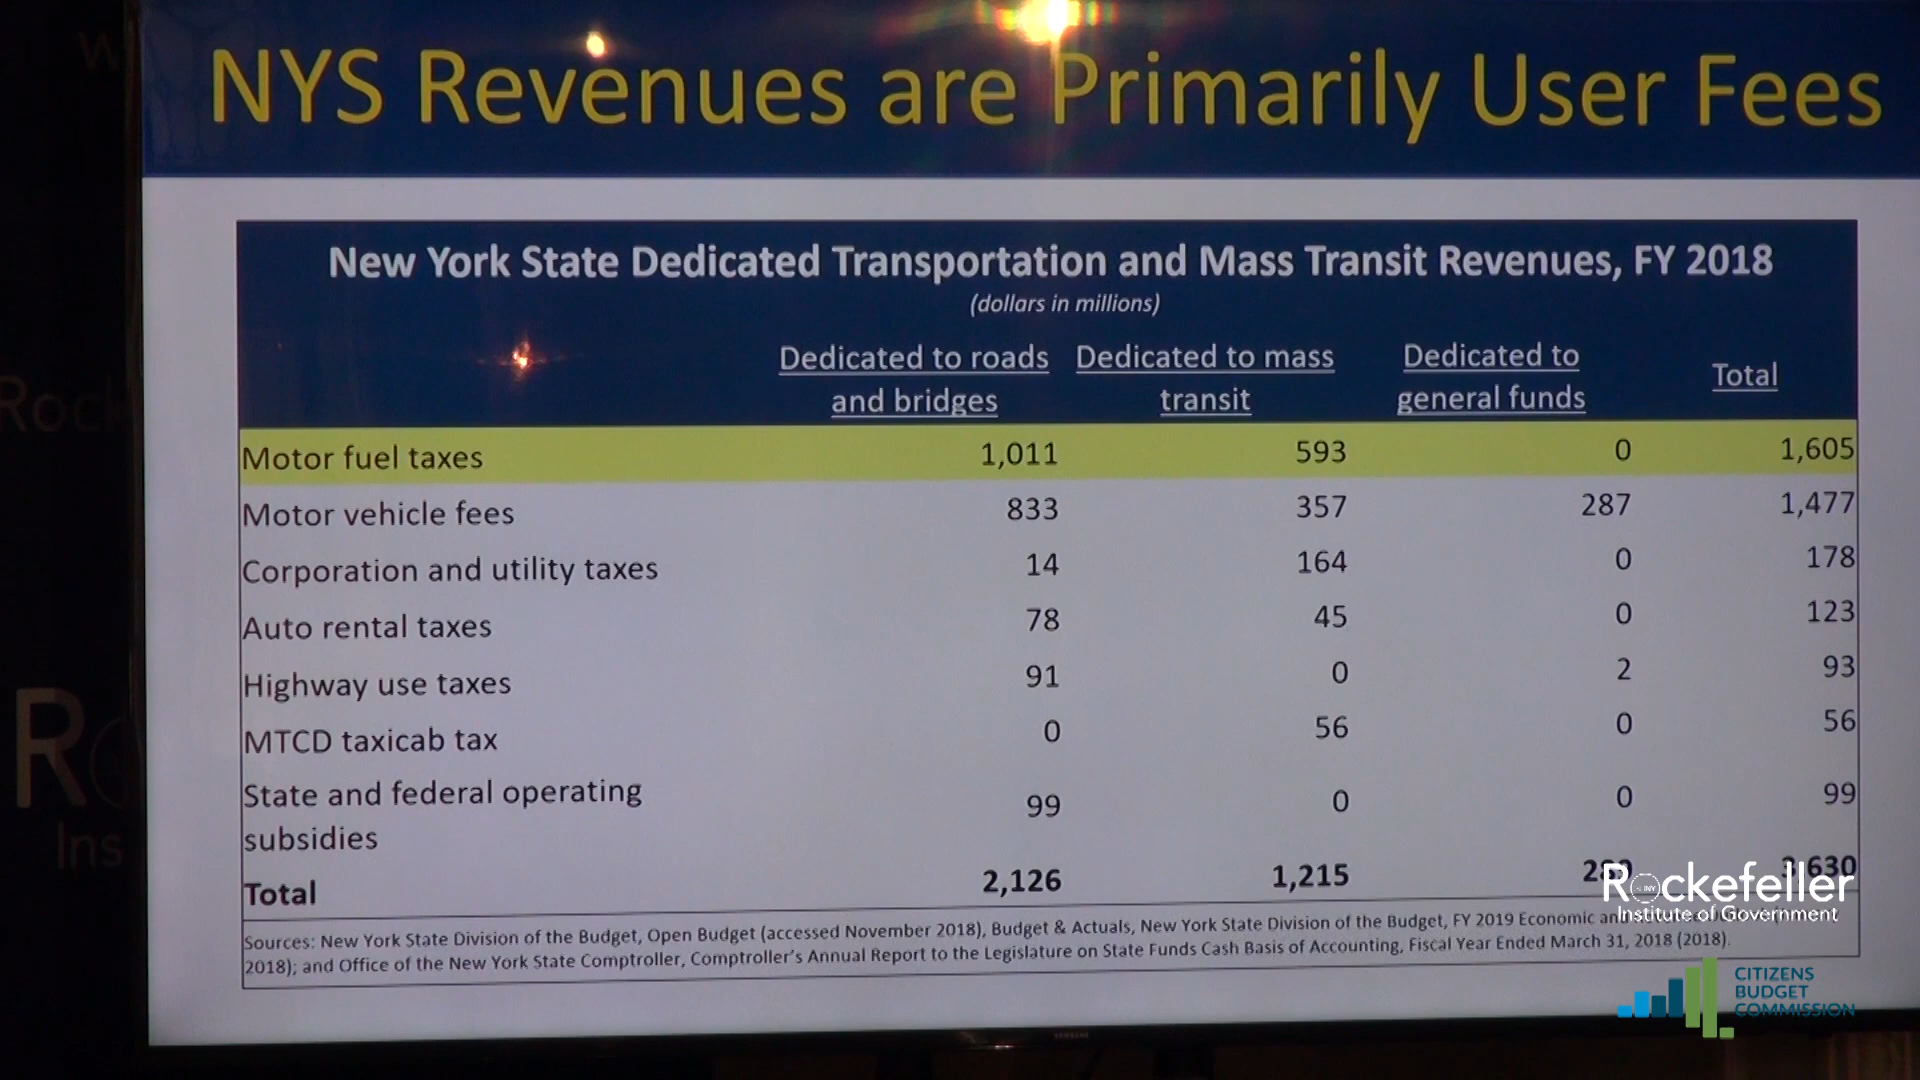 NYS Revenues are Primarily User Fees
New York State Dedicated Transportation and Mass Transit Revenues, FY 2018
(dollars in millions)
Dedicated to roads and bridges Dedicated to mass transit Dedicated to general funds Total
Motor fuel taxes 1,011 593 0 1,605
Motor vehicle fees 833 357 287 1,477
Corporation and utility taxes 14 164 0 178
Auto rental taxes 78 45 0 123
Highway use taxes 91 0 2 93
MTCD taxicab tax 0 56 0 56
State and federal operating
subsidies 99 0 0 99
Total 2,126 1,215 3,630
Sources: New York State Division of the Budget, Open Budget (accessed November 2018), Budget & Actuals, New York State Division of the Budget, FY 2019 Economic
2018); and Office of the New York State Comptroller, Comptroller's Annual Report to the Legislature on State Funds Cash Basis of Accounting, Fiscal Year Ended March 31, 2018 (2018).
Rockefeller
Institute of Government
CITIZENS
BUDGET
COMMISSION
SAMSUNG
R
Ins
Rock